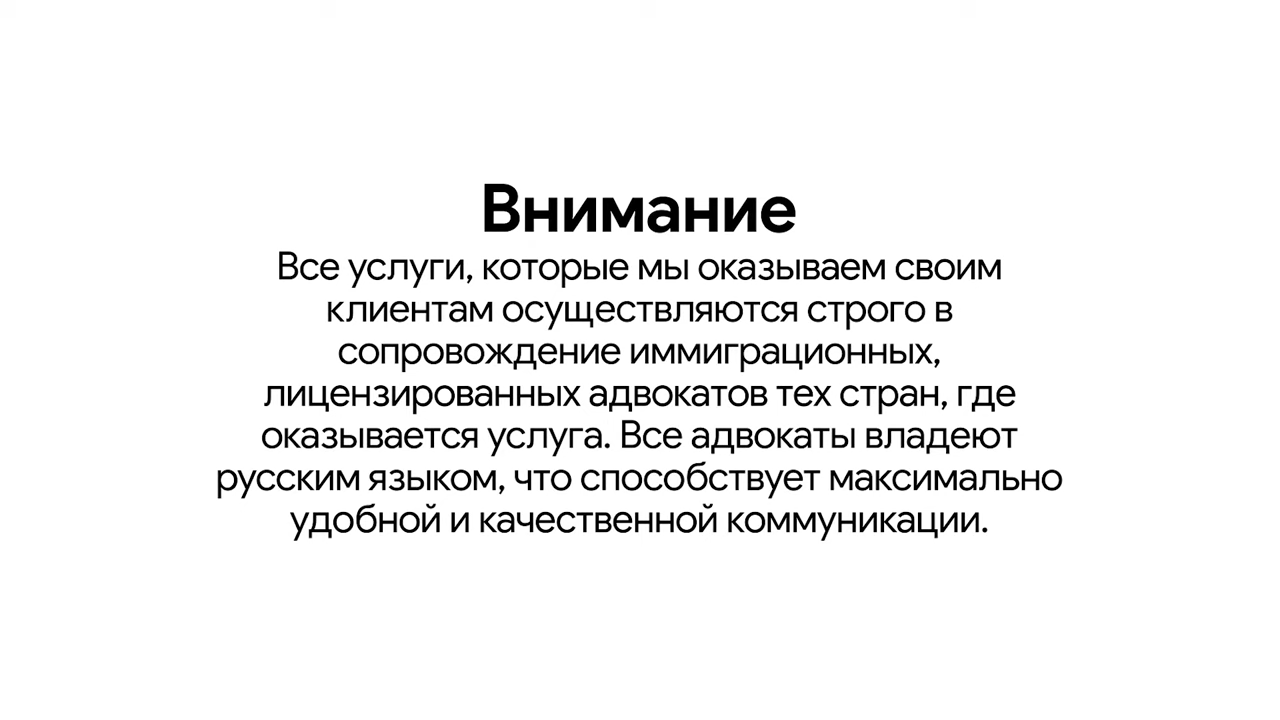 Внимание
Все услуги, которые мы оказываем своим
клиентам осуществляются строго в
сопровождение иммиграционных,
лицензированных адвокатов тех стран, где
оказывается услуга. Все адвокаты владеют
русским языком, что способствует максимально
удобной и качественной коммуникации.